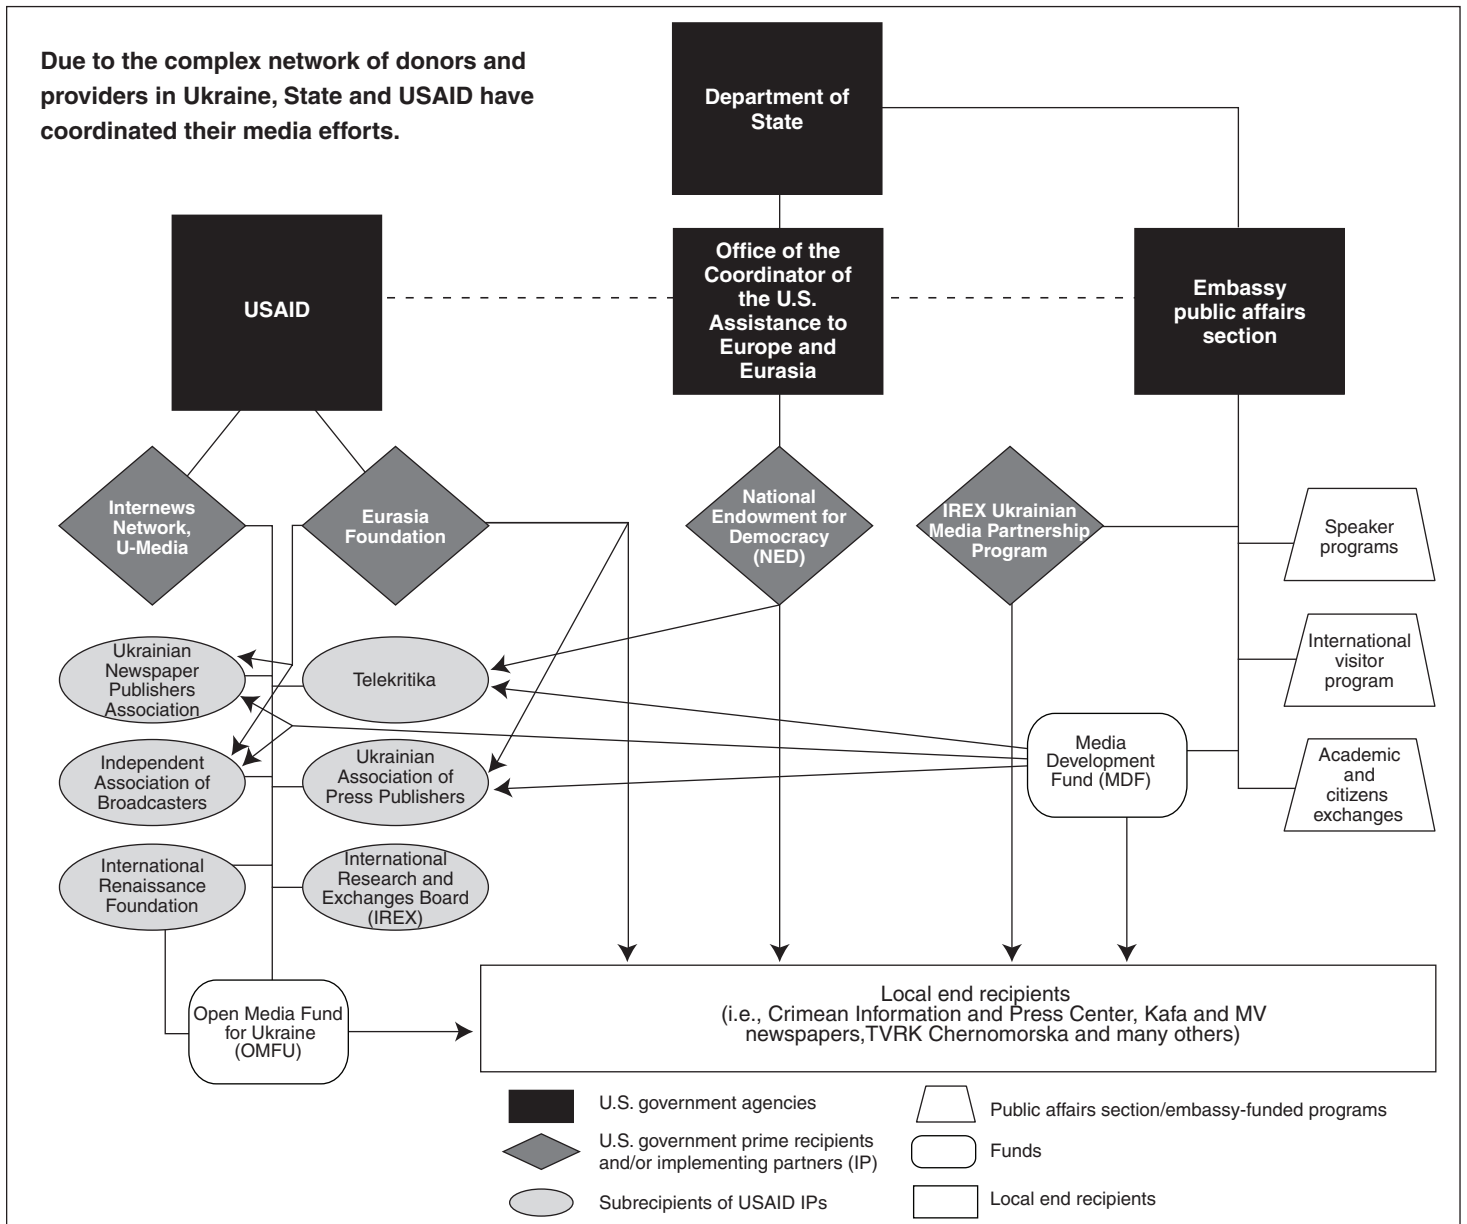 Due to the complex network of donors and
providers in Ukraine, State and USAID have
coordinated their media efforts.
Department of
State
USAID
Office of the
Coordinator of
the U.S.
Assistance to
Europe and
Eurasia
Embassy
public affairs
section
Internews
Network,
U-Media
Eurasia
Foundation
National
Endowment for
Democracy
(NED)
IREX Ukrainian
Media Partnership
Program
Speaker
programs
Ukrainian
Newspaper
Publishers
Association
Telekritika
International
visitor
program
Independent
Association of
Broadcasters
Ukrainian
Association of
Press Publishers
Media
Development
Fund (MDF)
Academic
and
citizens
exchanges
International
Renaissance
Foundation
International
Research and
Exchanges Board
(IREX)
Open Media Fund
for Ukraine
(OMFU)
Local end recipients
(i.e., Crimean Information and Press Center, Kafa and MV
newspapers,TVRK Chernomorska and many others)
U.S. government agencies
U.S. government prime recipients
and/or implementing partners (IP)
Subrecipients of USAID IPs
Public affairs section/embassy-funded programs
Funds
Local end recipients